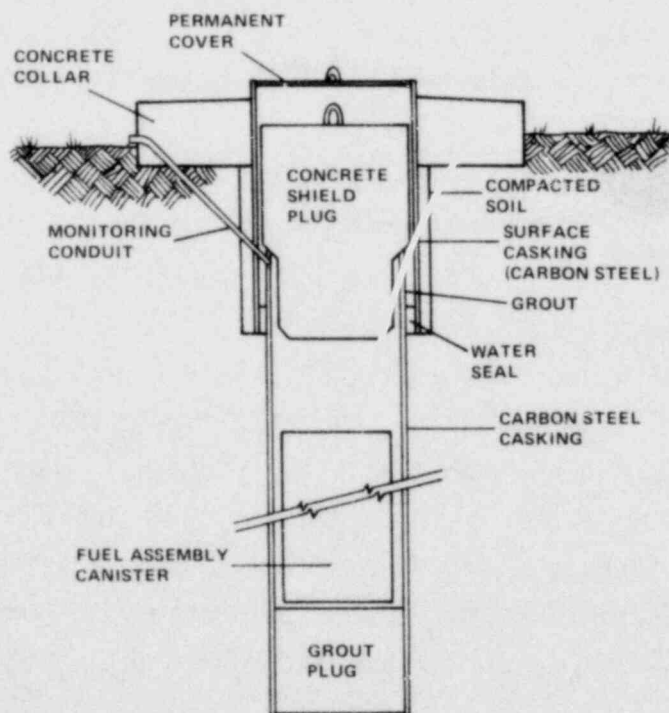 PERMANENT
COVER
CONCRETE
COLLAR
CONCRETE
SHIELD
PLUG
COMPACTED
SOIL
MONITORING
CONDUIT
SURFACE
CASKING
(CARBON STEEL)
GROUT
WATER
SEAL
CARBON STEEL
CASKING
FUEL ASSEMBLY
CANISTER
GROUT
PLUG